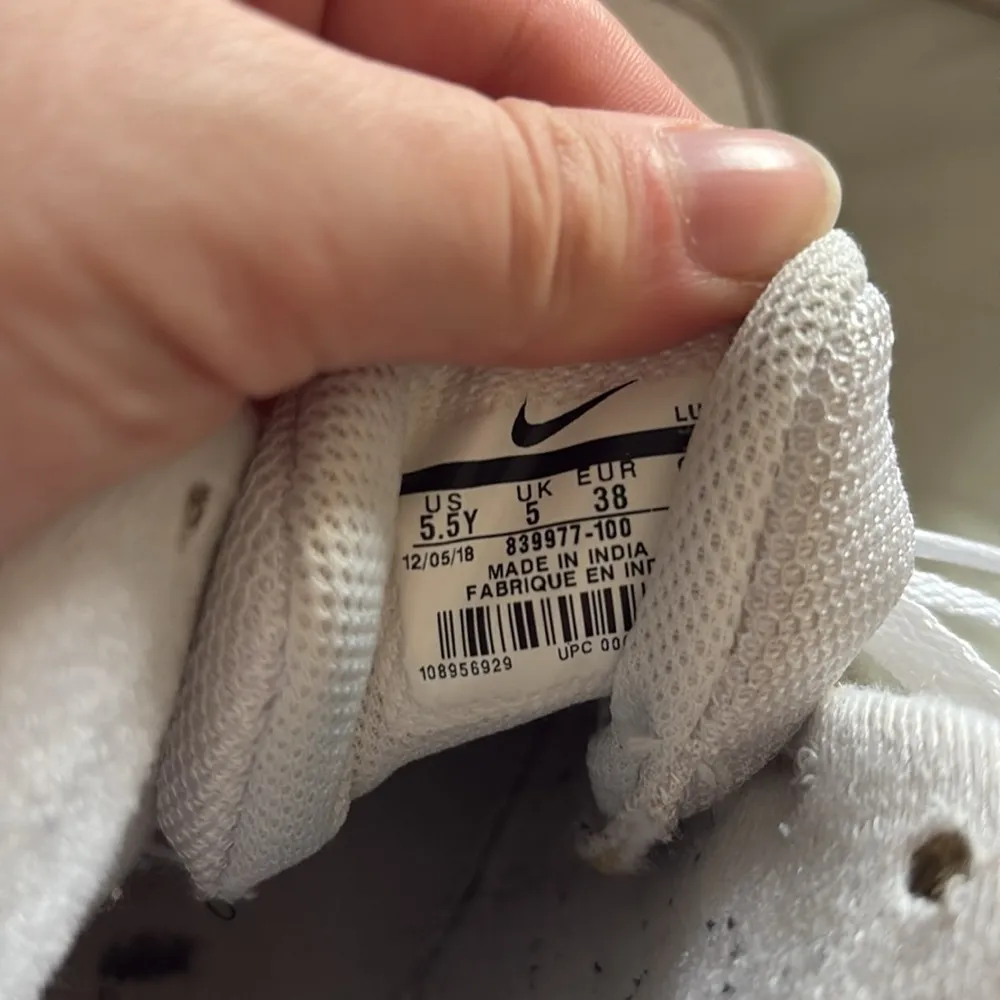 US UK EUR
5.5Y 5 38
12/05/18 839977-100
MADE IN INDIA
FABRIQUE EN
108956929 UPC